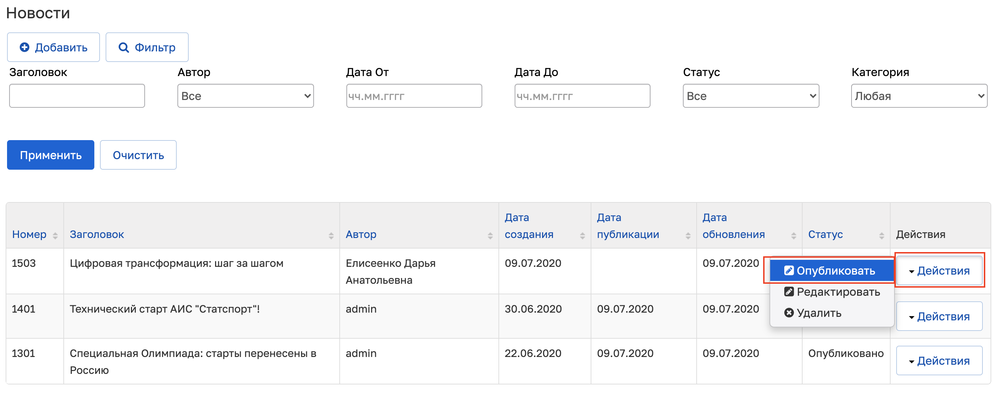 Новости
Добавить Фильтр
Заголовок Автор Дата От Дата До Статус Категория
Все чч.мм.гггг чч.мм.гггг Все Любая
Применить Очистить
Номер Заголовок Автор Дата создания Дата публикации Дата обновления Статус Действия
1503 Цифровая трансформация: шаг за шагом Елисеенко Дарья Анатольевна 09.07.2020 09.07.2020 Действия
Опубликовать
Редактировать
Удалить
1401 Технический старт АИС "Статспорт"! admin 30.06.2020 09.07.2020 09.07.2020 Действия
1301 Специальная Олимпиада: старты перенесены в Россию admin 22.06.2020 09.07.2020 09.07.2020 Опубликовано Действия